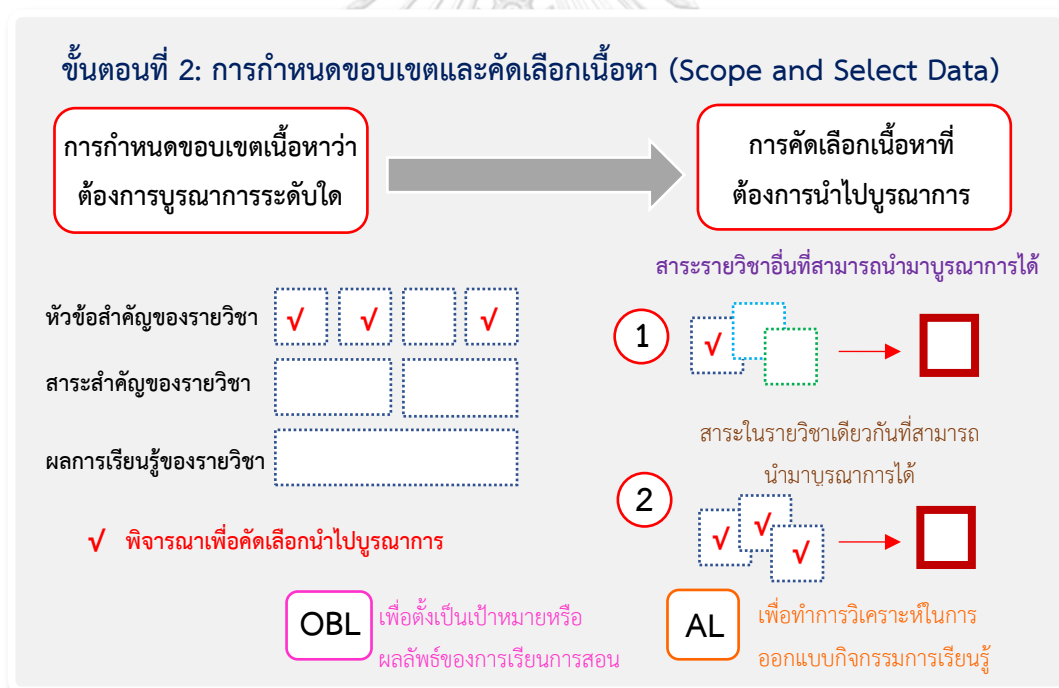 ขั้นตอนที่ 2: การกำหนดขอบเขตและคัดเลือกเนื้อหา (Scope and Select Data)
การกำหนดขอบเขตเนื้อหาว่า
ต้องการบูรณาการระดับใด
การคัดเลือกเนื้อหาที่
ต้องการนำไปบูรณาการ
หัวข้อสำคัญของรายวิชา
√ √ √
สาระสำคัญของรายวิชา
ผลการเรียนรู้ของรายวิชา
√ พิจารณาเพื่อคัดเลือกนำไปบูรณาการ
สาระรายวิชาอื่นที่สามารถนำมาบูรณาการได้
1
√
สาระในรายวิชาเดียวกันที่สามารถ
นำมาบูรณาการได้
2
√ √ √
OBL
เพื่อตั้งเป็นเป้าหมายหรือ
ผลลัพธ์ของการเรียนการสอน
AL
เพื่อทำการวิเคราะห์ในการ
ออกแบบกิจกรรมการเรียนรู้